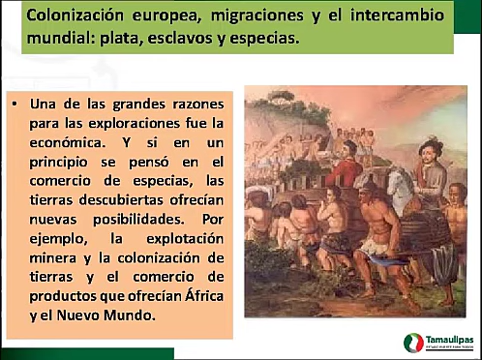 Colonización europea, migraciones y el intercambio
mundial: plata, esclavos y especias.
• Una de las grandes razones
para las exploraciones fue la
económica. Y si en un
principio se pensó en el
comercio de especias, las
tierras descubiertas ofrecían
nuevas posibilidades. Por
ejemplo, la explotación
minera y la colonización de
tierras y el comercio de
productos que ofrecían África
y el Nuevo Mundo.
Tamaulipas